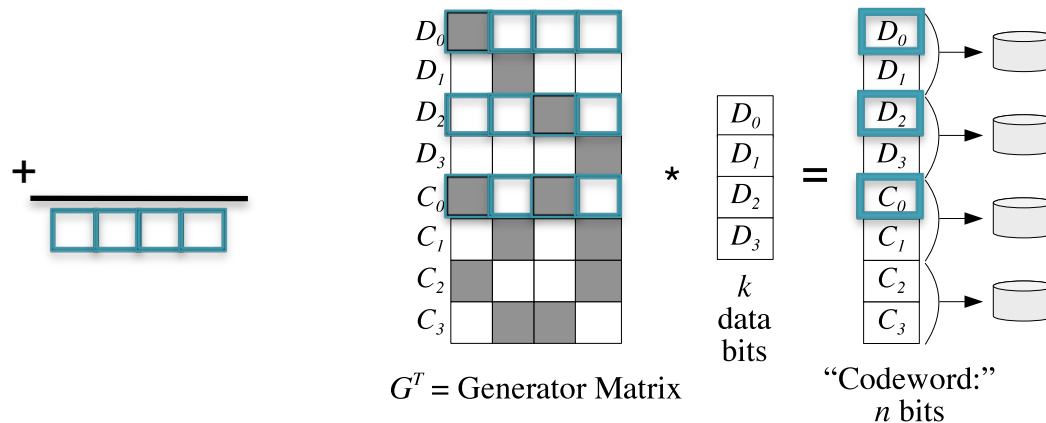 D0
D1
D2
D3
C0
C1
C2
C3
+
*
D0
D1
D2
D3
k
data
bits
=
D0
D1
D2
D3
C0
C1
C2
C3
G^T = Generator Matrix
“Codeword:”
n bits